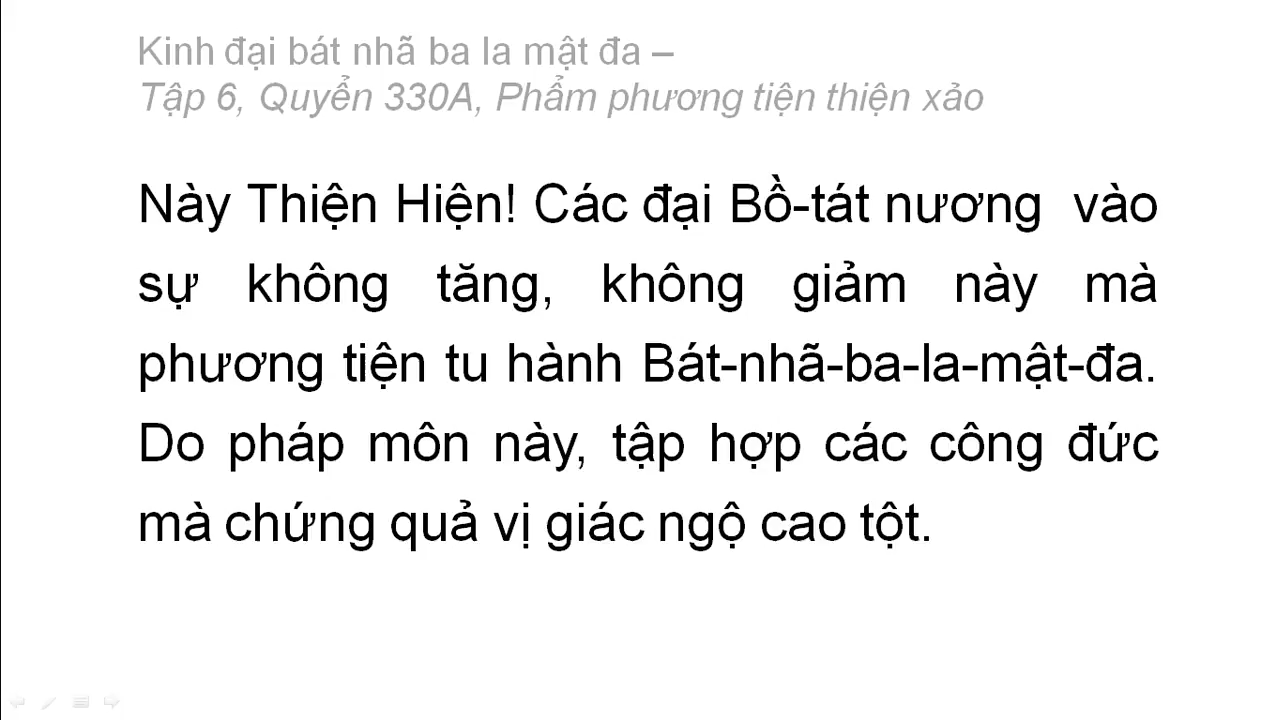 Kinh đại bát nhã ba la mật đa –
Tập 6, Quyển 330A, Phẩm phương tiện thiện xảo
Này Thiện Hiện! Các đại Bồ-tát nương vào
sự không tăng, không giảm này mà
phương tiện tu hành Bát-nhã-ba-la-mật-đa.
Do pháp môn này, tập hợp các công đức
mà chứng quả vị giác ngộ cao tột.